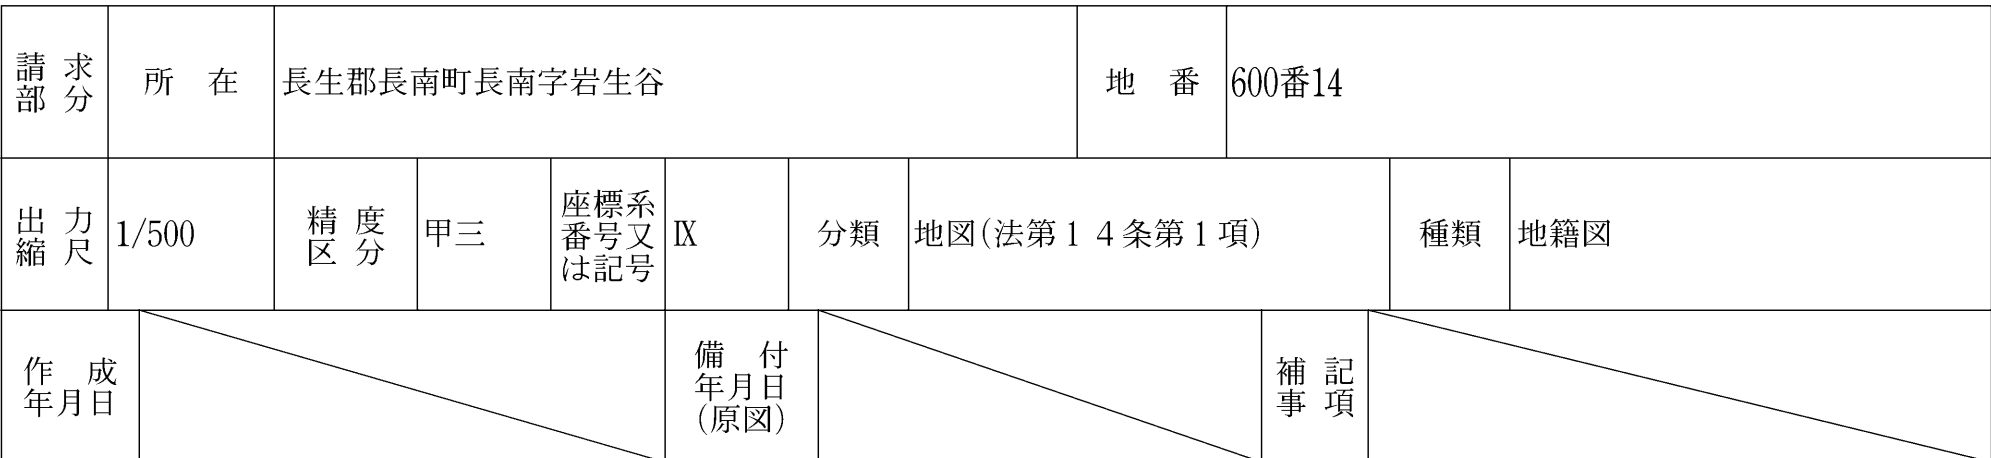 請求
部分
所在
長生郡長南町長南字岩生谷
地番
600番14
出力
縮尺
1/500
精度
区分
甲三
座標系
番号又
は記号
Ⅸ
分類
地図(法第14条第1項)
種類
地籍図
作成
年月日
備付
年月日
(原図)
補記
事項